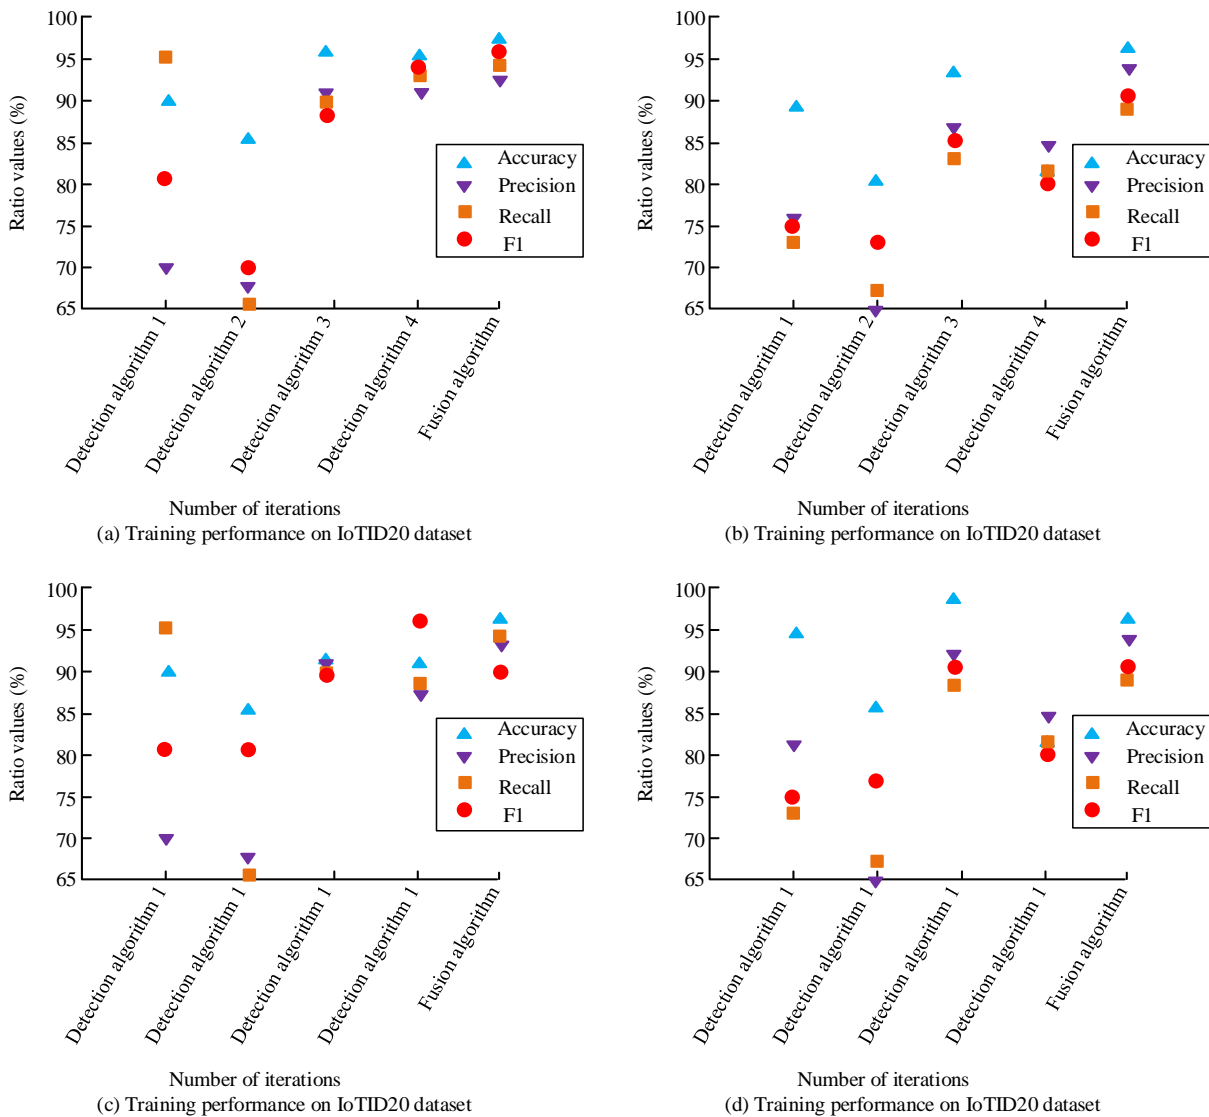 100
95
90
85
80
75
70
65
Ratio values (%)
Accuracy
Precision
Recall
F1
Detection algorithm 1
Detection algorithm 2
Detection algorithm 3
Detection algorithm 4
Fusion algorithm
Number of iterations
(a) Training performance on IoTID20 dataset
100
95
90
85
80
75
70
65
Ratio values (%)
Accuracy
Precision
Recall
F1
Detection algorithm 1
Detection algorithm 2
Detection algorithm 3
Detection algorithm 4
Fusion algorithm
Number of iterations
(b) Training performance on IoTID20 dataset
100
95
90
85
80
75
70
65
Ratio values (%)
Accuracy
Precision
Recall
F1
Detection algorithm 1
Detection algorithm 1
Detection algorithm 1
Detection algorithm 1
Fusion algorithm
Number of iterations
(c) Training performance on IoTID20 dataset
100
95
90
85
80
75
70
65
Ratio values (%)
Accuracy
Precision
Recall
F1
Detection algorithm 1
Detection algorithm 1
Detection algorithm 1
Detection algorithm 1
Fusion algorithm
Number of iterations
(d) Training performance on IoTID20 dataset